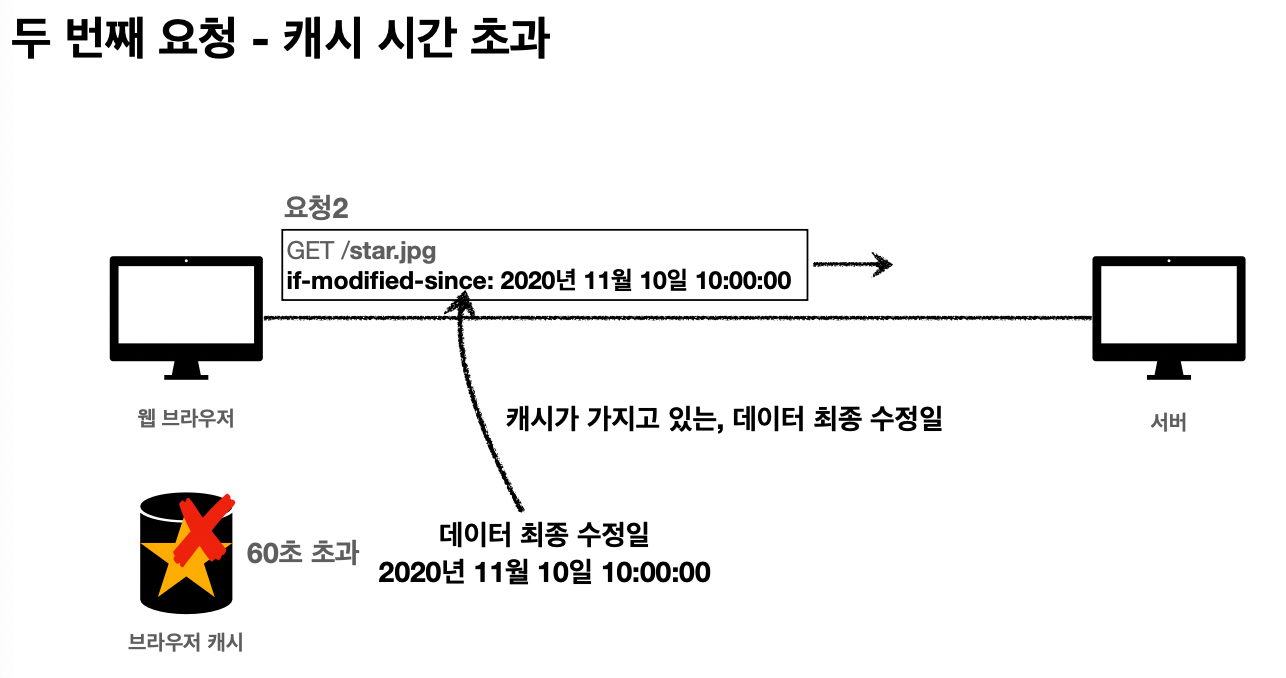 두 번째 요청 - 캐시 시간 초과
요청2
GET /star.jpg
if-modified-since: 2020년 11월 10일 10:00:00
웹 브라우저
캐시가 가지고 있는, 데이터 최종 수정일
서버
60초 초과
데이터 최종 수정일
2020년 11월 10일 10:00:00
브라우저 캐시